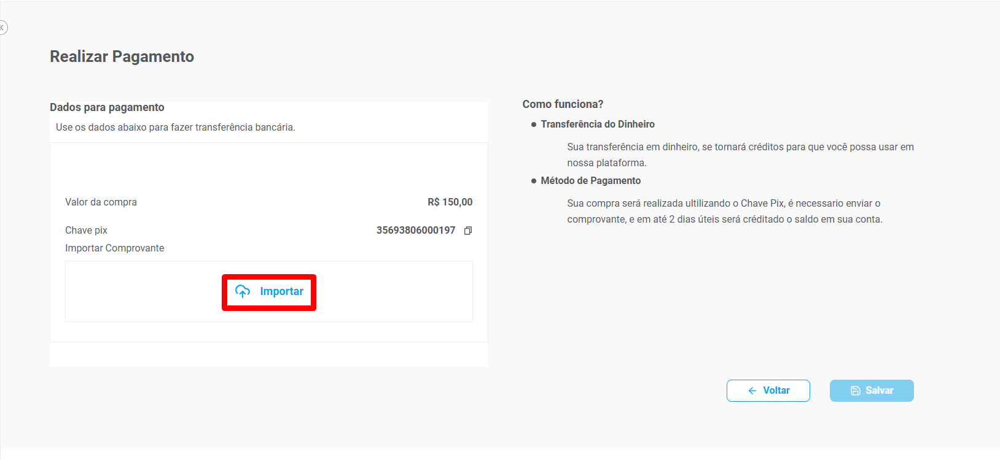 Realizar Pagamento
Dados para pagamento
Use os dados abaixo para fazer transferência bancária.
Valor da compra R$ 150,00
Chave pix 35693806000197
Importar Comprovante
Importar
Como funciona?
Transferência do Dinheiro
Sua transferência em dinheiro, se tornará créditos para que você possa usar em
nossa plataforma.
Método de Pagamento
Sua compra será realizada ultilizando o Chave Pix, é necessario enviar o
comprovante, e em até 2 dias úteis será créditado o saldo em sua conta.
Voltar
Salvar